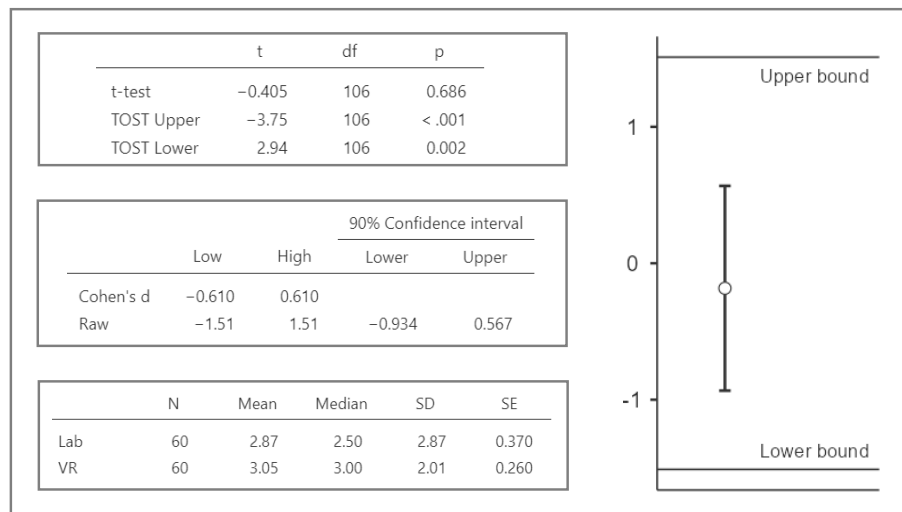 t df p
t-test −0.405 106 0.686
TOST Upper −3.75 106 < .001
TOST Lower 2.94 106 0.002
90% Confidence interval
Low High Lower Upper
Cohen's d −0.610 0.610
Raw −1.51 1.51 −0.934 0.567
N Mean Median SD SE
Lab 60 2.87 2.50 2.87 0.370
VR 60 3.05 3.00 2.01 0.260
Upper bound
1
0
-1
Lower bound